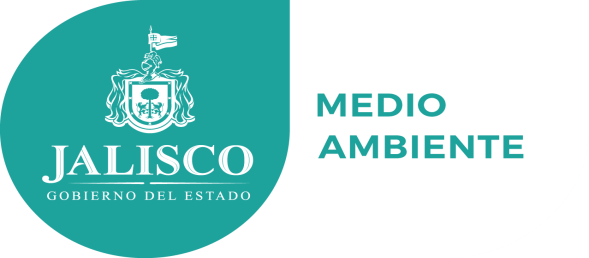 JALISCO
GOBIERNO DEL ESTADO
MEDIO
AMBIENTE